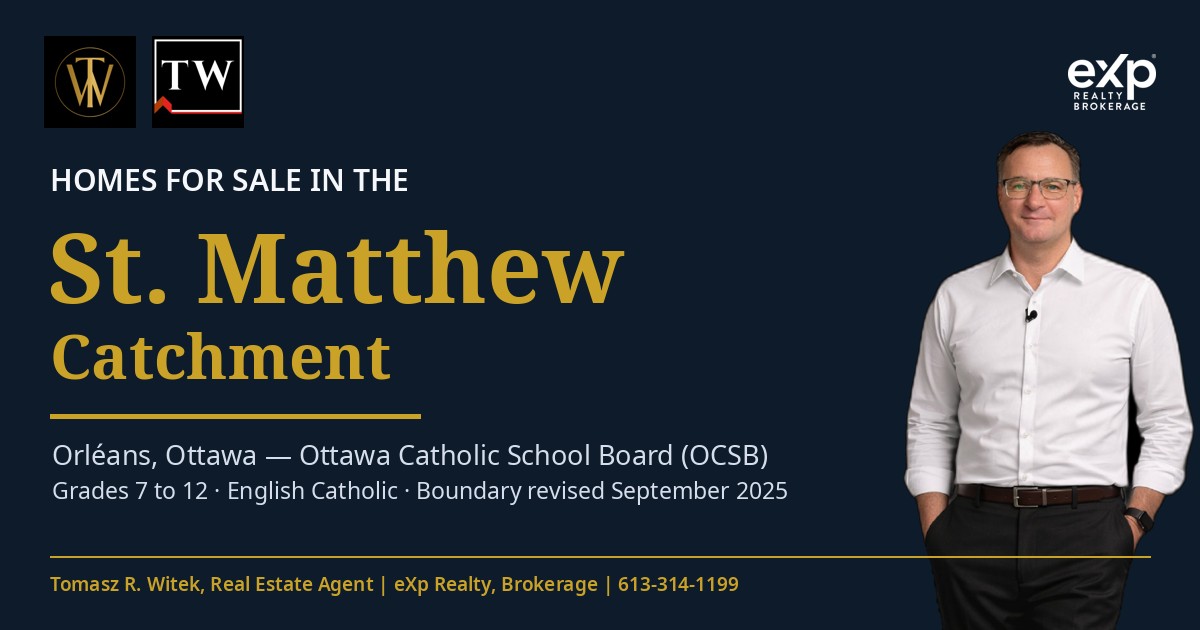 TW
TW
exp
REALTY
BROKERAGE
HOMES FOR SALE IN THE
St. Matthew
Catchment
Orléans, Ottawa — Ottawa Catholic School Board (OCSB)
Grades 7 to 12 · English Catholic · Boundary revised September 2025
Tomasz R. Witek, Real Estate Agent | eXp Realty, Brokerage | 613-314-1199